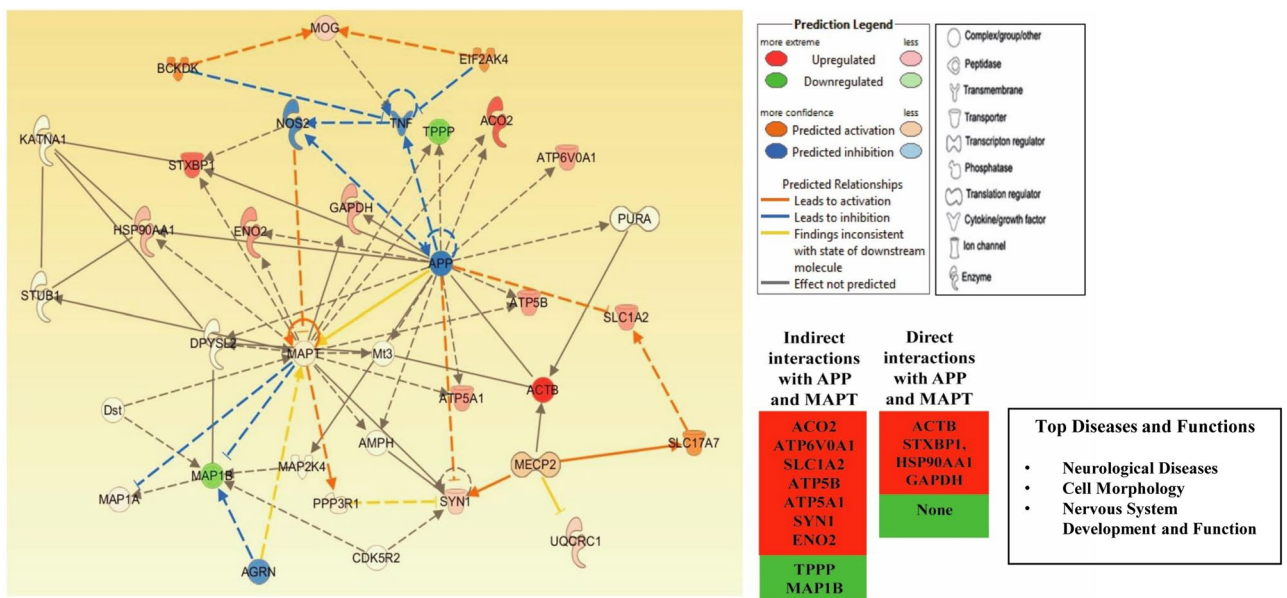 MOG
BCKDK
EIF2AK4
NOS2
TNF
TPPP
ACO2
KATNA1
STXBP1
ATP6V0A1
GAPDH
PURA
HSP90AA1
ENO2
APP
STUB1
ATP5B
SLC1A2
DPYSL2
MAPT
Mt3
ACTB
ATP5A1
Dst
AMPH
SLC17A7
MAP2K4
MECP2
MAP1B
MAP1A
PPP3R1
SYN1
UQCRC1
CDK5R2
AGRN
Prediction Legend
more extreme less
Upregulated
Downregulated
more confidence less
Predicted activation
Predicted inhibition
Predicted Relationships
Leads to activation
Leads to inhibition
Findings inconsistent
with state of downstream
molecule
Effect not predicted
Complex/group/other
Peptidase
Transmembrane
Transporter
Transcripton regulator
Phosphatase
Translation regulator
Cytokine/growth factor
Ion channel
Enzyme
Indirect
interactions
with APP
and MAPT
ACO2
ATP6V0A1
SLC1A2
ATP5B
ATP5A1
SYN1
ENO2
TPPP
MAP1B
Direct
interactions
with APP
and MAPT
ACTB
STXBP1,
HSP90AA1
GAPDH
None
Top Diseases and Functions
• Neurological Diseases
• Cell Morphology
• Nervous System
Development and Function